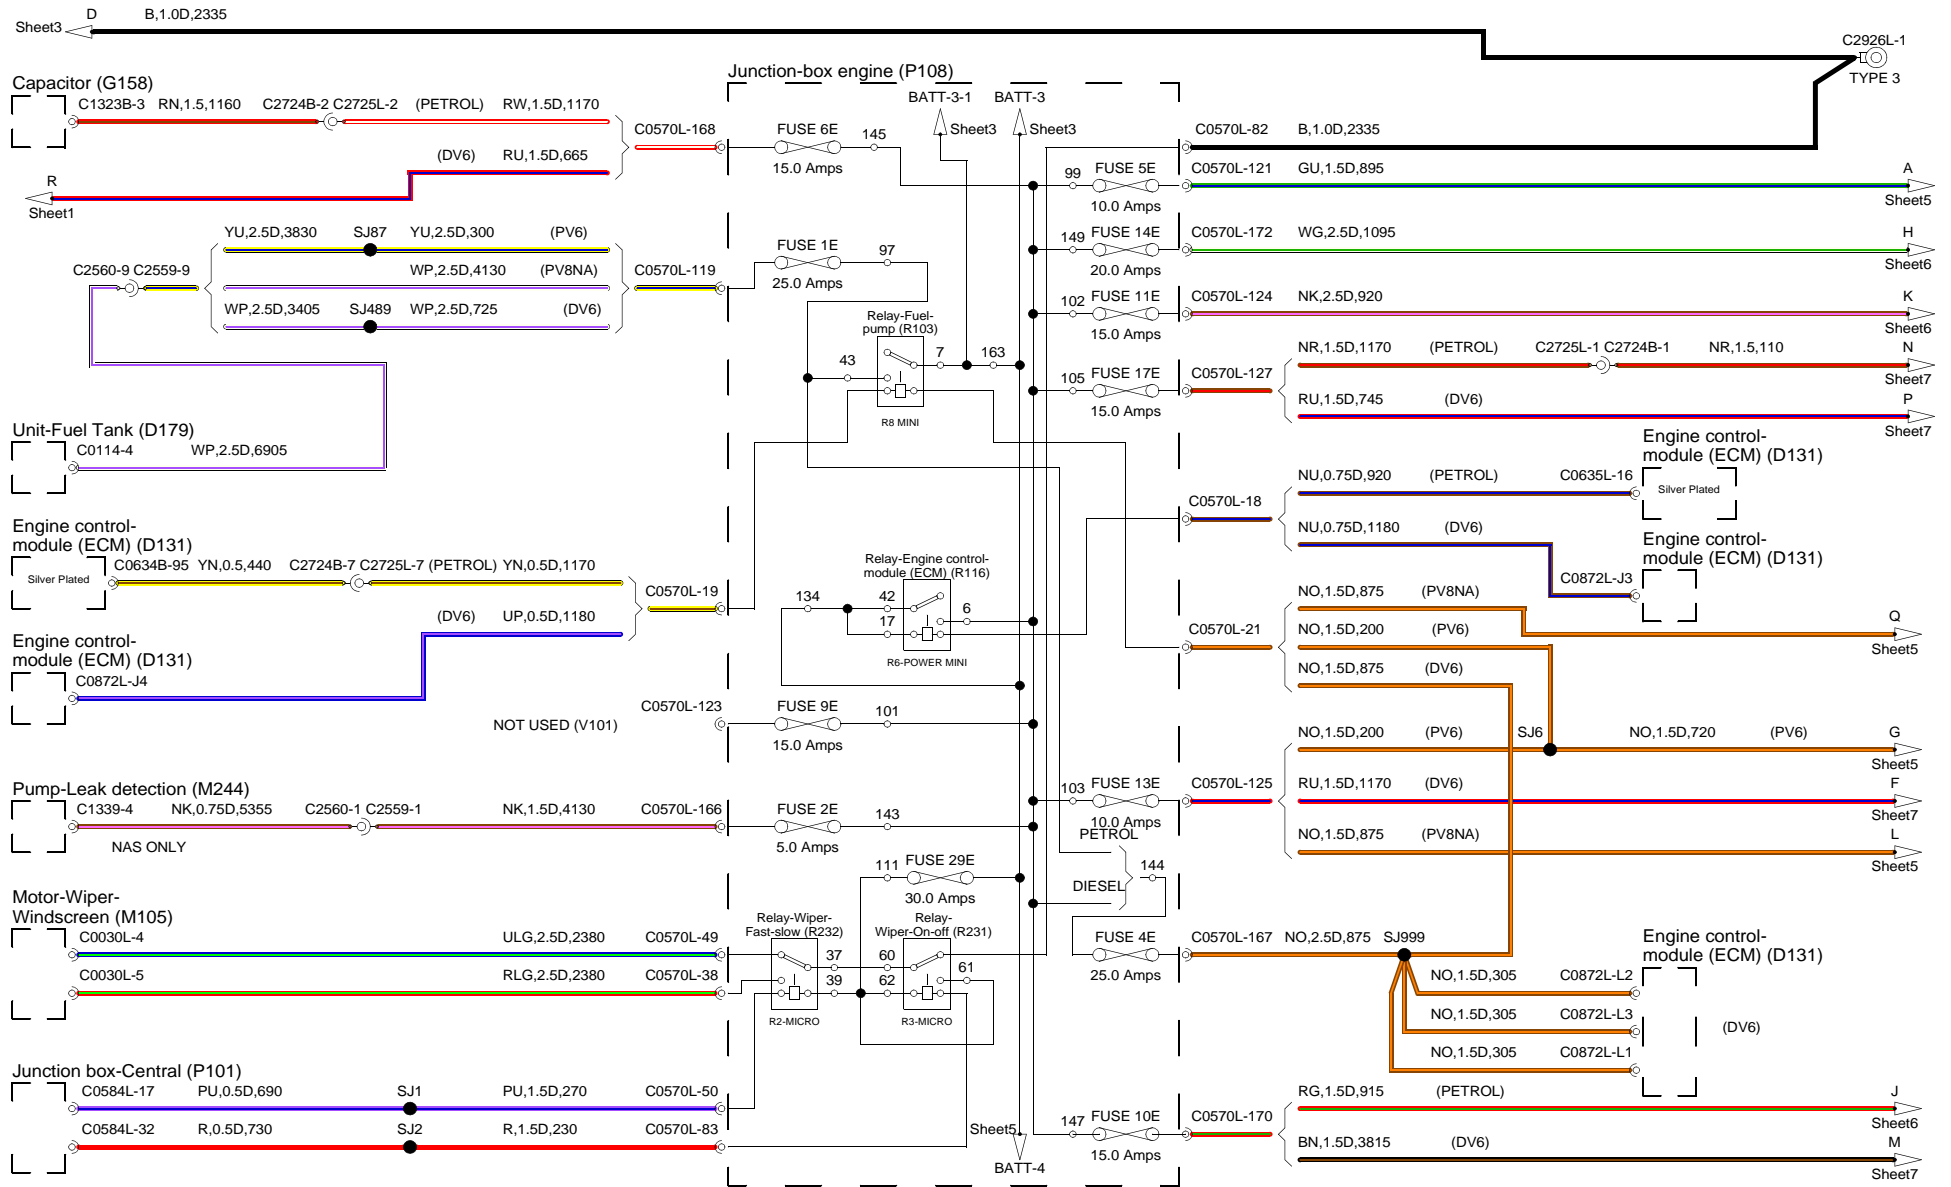 D B,1.0D,2335
Sheet3
C2926L-1
TYPE 3
Capacitor (G158)
C1323B-3 RN,1.5,1160 C2724B-2 C2725L-2 (PETROL) RW,1.5D,1170
C0570L-168
(DV6) RU,1.5D,665
R
Sheet1
YU,2.5D,3830 SJ87 YU,2.5D,300 (PV6)
C2560-9 C2559-9
WP,2.5D,4130 (PV8NA)
C0570L-119
WP,2.5D,3405 SJ489 WP,2.5D,725 (DV6)
Unit-Fuel Tank (D179)
C0114-4 WP,2.5D,6905
Engine control-
module (ECM) (D131)
Silver Plated
C0634B-95 YN,0.5,440 C2724B-7 C2725L-7 (PETROL) YN,0.5D,1170
C0570L-19
(DV6) UP,0.5D,1180
Engine control-
module (ECM) (D131)
C0872L-J4
NOT USED (V101)
C0570L-123
Pump-Leak detection (M244)
C1339-4 NK,0.75D,5355 C2560-1 C2559-1 NK,1.5D,4130 C0570L-166
NAS ONLY
Motor-Wiper-
Windscreen (M105)
C0030L-4 ULG,2.5D,2380 C0570L-49
C0030L-5 RLG,2.5D,2380 C0570L-38
Junction box-Central (P101)
C0584L-17 PU,0.5D,690 SJ1 PU,1.5D,270 C0570L-50
C0584L-32 R,0.5D,730 SJ2 R,1.5D,230 C0570L-83
Junction-box engine (P108)
BATT-3-1 BATT-3
Sheet3 Sheet3
FUSE 6E 145
15.0 Amps
FUSE 1E 97
25.0 Amps
Relay-Fuel-
pump (R103)
43 7 163
R8 MINI
Relay-Engine control-
module (ECM) (R116)
134 42 6
17
R6-POWER MINI
FUSE 9E 101
15.0 Amps
FUSE 2E 143
5.0 Amps
111 FUSE 29E
30.0 Amps
Relay-Wiper-
Fast-slow (R232)
Relay-
Wiper-On-off (R231)
37 60 61
39 62
R2-MICRO R3-MICRO
Sheet5
BATT-4
99 FUSE 5E
10.0 Amps
149 FUSE 14E
20.0 Amps
102 FUSE 11E
15.0 Amps
105 FUSE 17E
15.0 Amps
103 FUSE 13E
10.0 Amps
PETROL
144
DIESEL
FUSE 4E
25.0 Amps
147 FUSE 10E
15.0 Amps
C0570L-82 B,1.0D,2335
C0570L-121 GU,1.5D,895 A
Sheet5
C0570L-172 WG,2.5D,1095 H
Sheet6
C0570L-124 NK,2.5D,920 K
Sheet6
NR,1.5D,1170 (PETROL) C2725L-1 C2724B-1 NR,1.5,110 N
Sheet7
C0570L-127
RU,1.5D,745 (DV6) P
Sheet7
Engine control-
module (ECM) (D131)
NU,0.75D,920 (PETROL) C0635L-16
Silver Plated
C0570L-18
NU,0.75D,1180 (DV6)
Engine control-
module (ECM) (D131)
C0872L-J3
NO,1.5D,875 (PV8NA)
Q
Sheet5
C0570L-21
NO,1.5D,200 (PV6)
NO,1.5D,875 (DV6)
NO,1.5D,200 (PV6) SJ6 NO,1.5D,720 (PV6) G
Sheet5
C0570L-125
RU,1.5D,1170 (DV6) F
Sheet7
NO,1.5D,875 (PV8NA) L
Sheet5
C0570L-167 NO,2.5D,875 SJ999
Engine control-
module (ECM) (D131)
NO,1.5D,305 C0872L-L2
NO,1.5D,305 C0872L-L3
(DV6)
NO,1.5D,305 C0872L-L1
RG,1.5D,915 (PETROL) J
Sheet6
C0570L-170
BN,1.5D,3815 (DV6) M
Sheet7